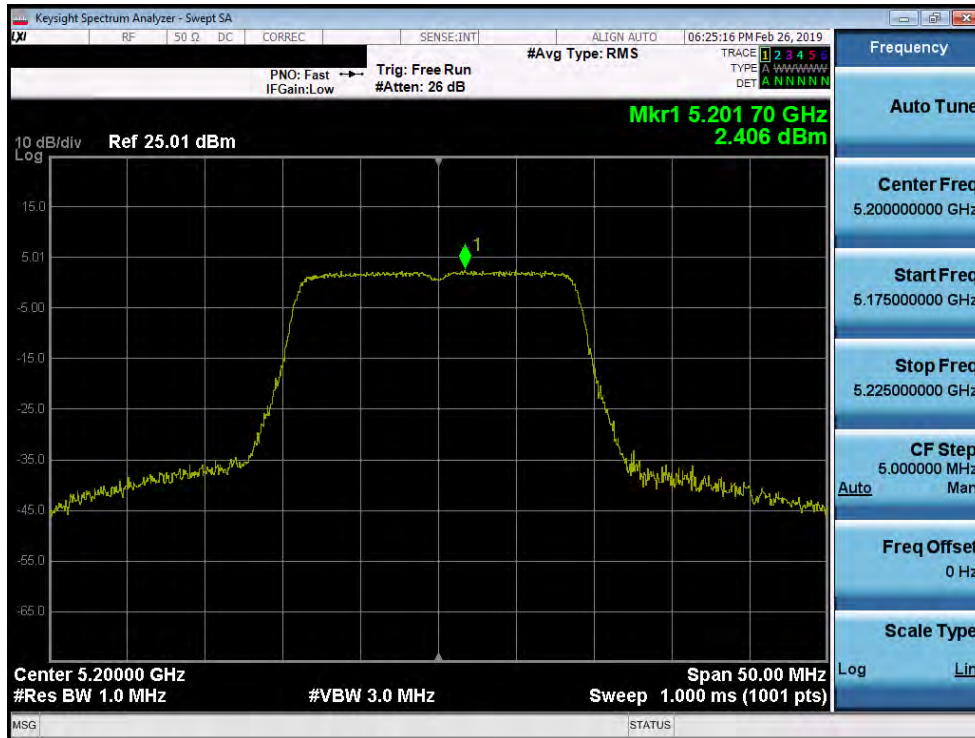 Keysight Spectrum Analyzer - Swept SA
LXI RF 50 Ω DC CORREC SENSE:INT ALIGN AUTO 06:25:16 PM Feb 26, 2019
#Avg Type: RMS
TRACE 1 2 3 4 5 6
PNO: Fast Trig: Free Run TYPE A WWWWWW
IFGain:Low #Atten: 26 dB DET A N N N N N
Mkr1 5.201 70 GHz
2.406 dBm
10 dB/div Ref 25.01 dBm
Log
15.0
1
5.01
-5.00
-15.0
-25.0
-35.0
-45.0
-55.0
-65.0
Center 5.20000 GHz Span 50.00 MHz
#Res BW 1.0 MHz #VBW 3.0 MHz Sweep 1.000 ms (1001 pts)
MSG STATUS
Frequency
Auto Tune
Center Freq
5.200000000 GHz
Start Freq
5.175000000 GHz
Stop Freq
5.225000000 GHz
CF Step
5.000000 MHz
Auto Man
Freq Offset
0 Hz
Scale Type
Log Lin